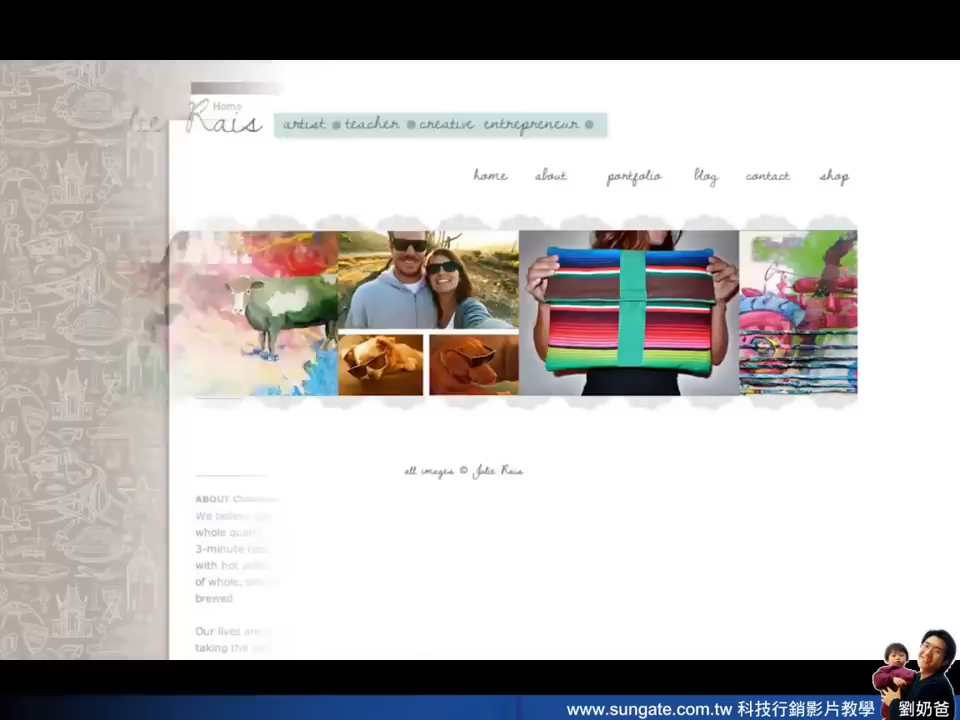 Home
Rais
artist teacher creative entrepreneur
home about portfolio blog contact shop
all images © Julie Rais
ABOUT
We believe
whole
3-minute
with hot
of whole,
brewed
Our lives are
taking the
www.sungate.com.tw 科技行銷影片教學
劉奶爸